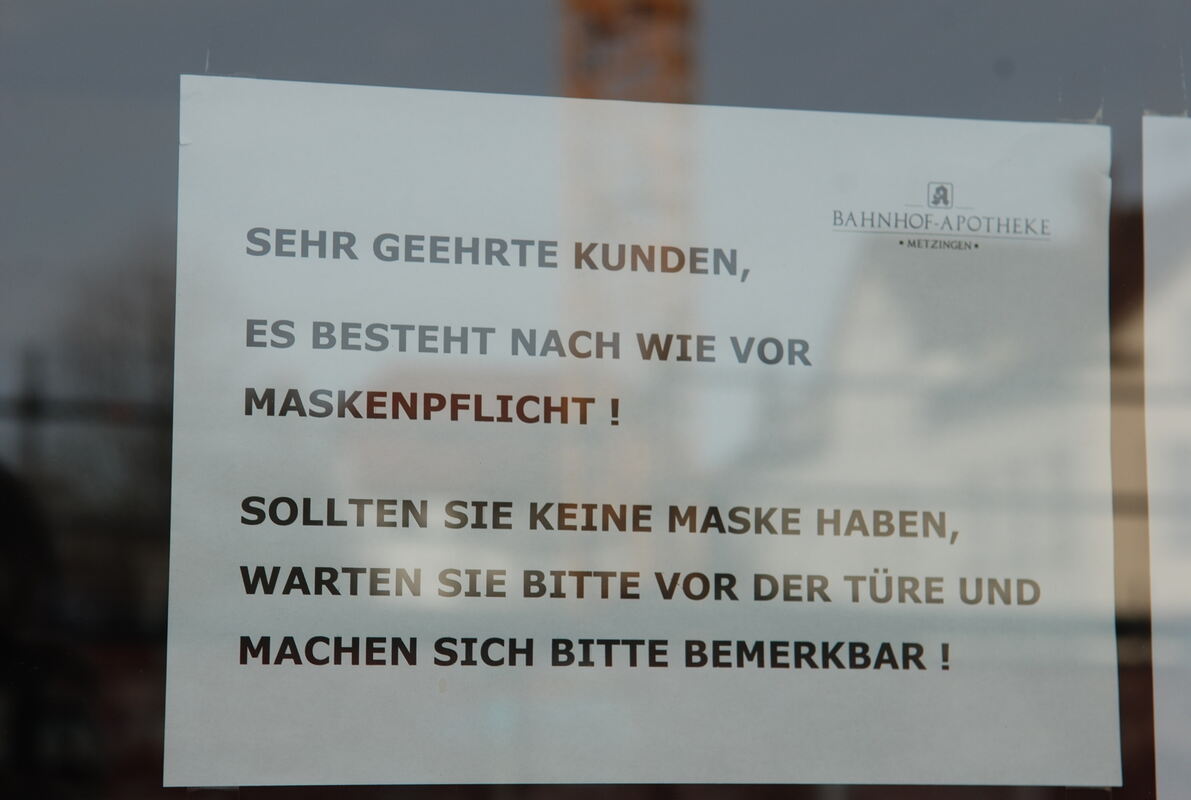 BAHNHOF-APOTHEKE
• METZINGEN •
SEHR GEEHRTE KUNDEN,
ES BESTEHT NACH WIE VOR
MASKENPFLICHT !
SOLLTEN SIE KEINE MASKE HABEN,
WARTEN SIE BITTE VOR DER TÜRE UND
MACHEN SICH BITTE BEMERKBAR !